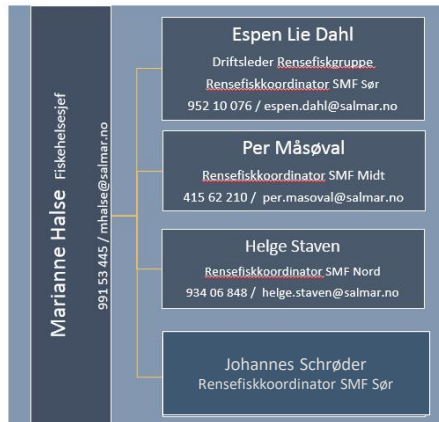 Marianne Halse Fiskehelsesjef
991 53 445 / mhalse@salmar.no
Espen Lie Dahl
Driftsleder Rensefiskgruppe
Rensefiskkoordinator SMF Sør
952 10 076 / espen.dahl@salmar.no
Per Måsøval
Rensefiskkoordinator SMF Midt
415 62 210 / per.masoval@salmar.no
Helge Staven
Rensefiskkoordinator SMF Nord
934 06 848 / helge.staven@salmar.no
Johannes Schrøder
Rensefiskkoordinator SMF Sør